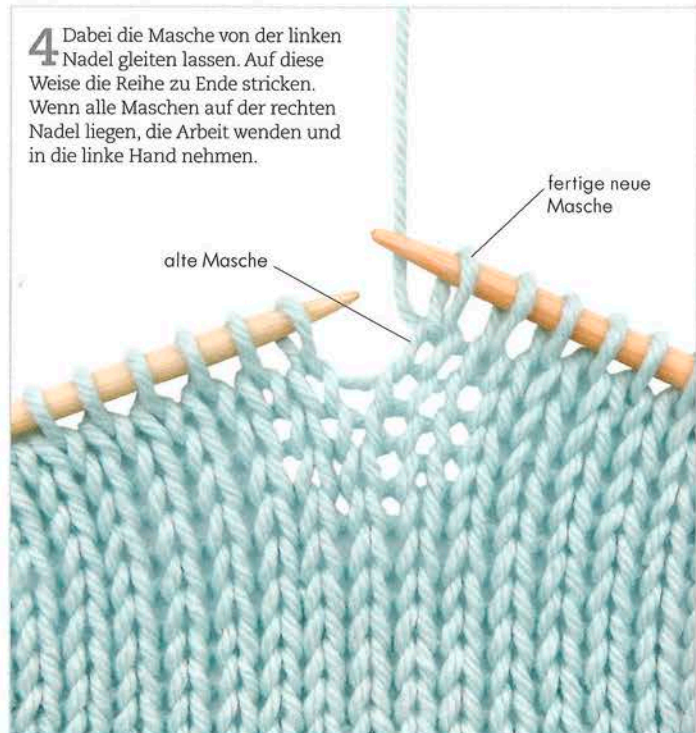 4 Dabei die Masche von der linken
Nadel gleiten lassen. Auf diese
Weise die Reihe zu Ende stricken.
Wenn alle Maschen auf der rechten
Nadel liegen, die Arbeit wenden und
in die linke Hand nehmen.
fertige neue
Masche
alte Masche